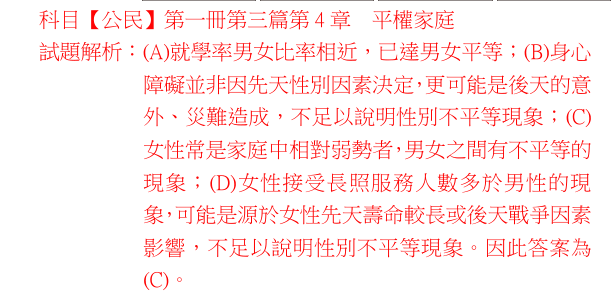 科目【公民】第一冊第三篇第4章　平權家庭
試題解析：(A)就學率男女比率相近，已達男女平等；(B)身心
障礙並非因先天性別因素決定，更可能是後天的意
外、災難造成，不足以說明性別不平等現象；(C)
女性常是家庭中相對弱勢者，男女之間有不平等的
現象；(D)女性接受長照服務人數多於男性的現
象，可能是源於女性先天壽命較長或後天戰爭因素
影響，不足以說明性別不平等現象。因此答案為
(C)。